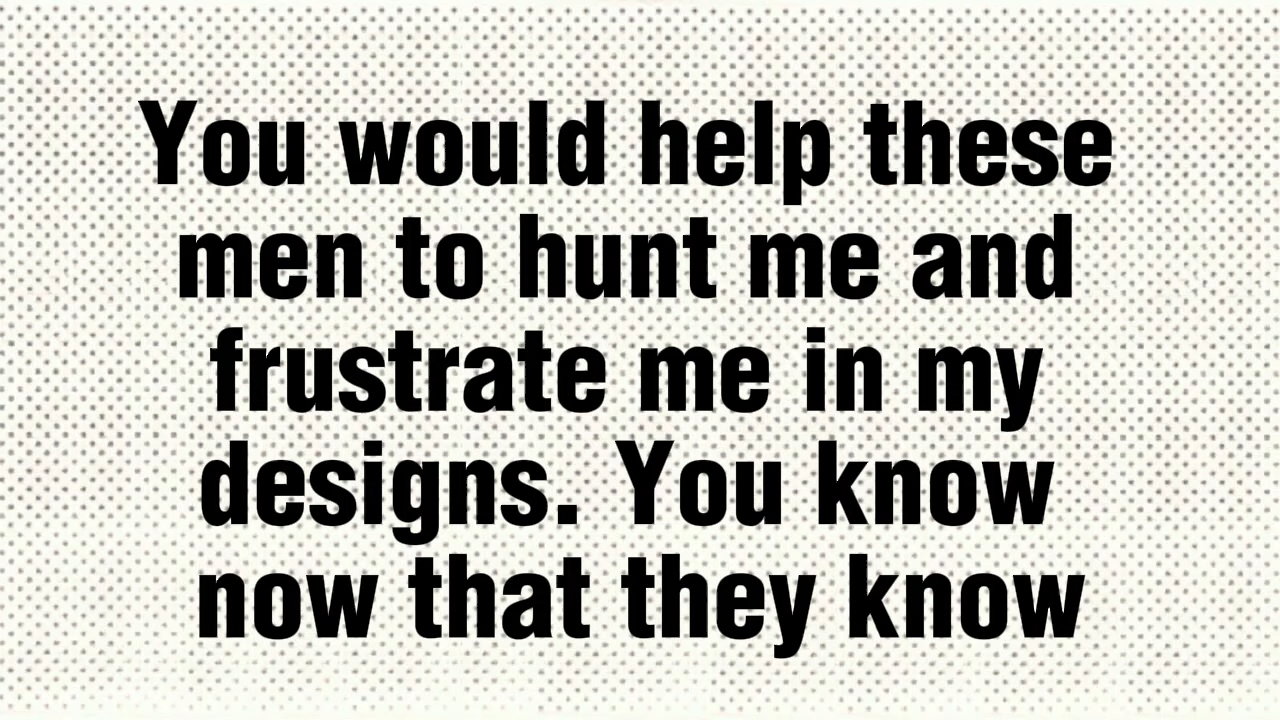 You would help these
men to hunt me and
frustrate me in my
designs. You know
now that they know